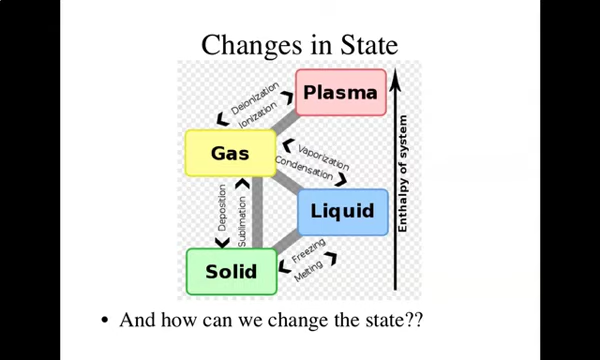 Changes in State
Plasma
Deionization
Ionization
Gas
Vaporization
Condensation
Enthalpy of system
Deposition
Sublimation
Liquid
Freezing
Melting
Solid
• And how can we change the state??